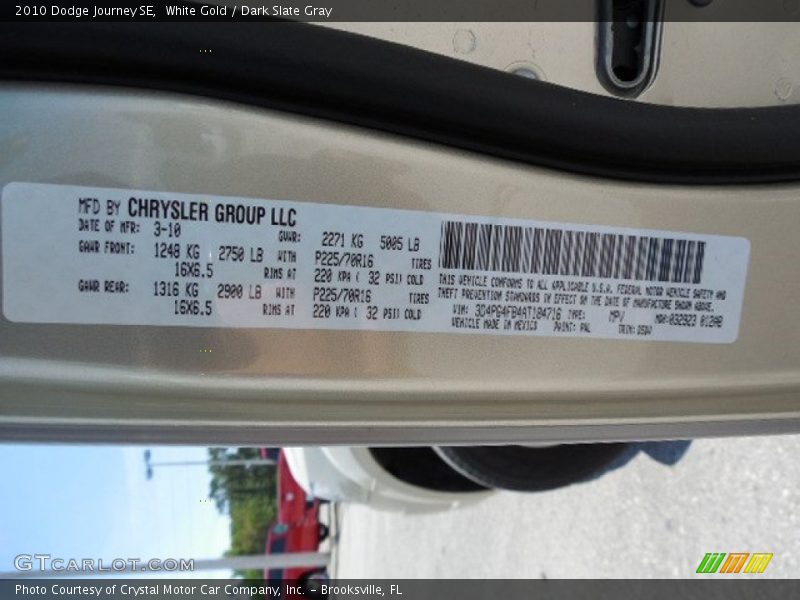 2010 Dodge Journey SE, White Gold / Dark Slate Gray
MFD BY CHRYSLER GROUP LLC
DATE OF MFR: 3-10 GVWR: 2271 KG 5005 LB
GAWR FRONT: 1248 KG 2750 LB WITH P225/70R16 TIRES
16X6.5 RIMS AT 220 KPA ( 32 PSI) COLD
GAWR REAR: 1316 KG 2900 LB WITH P225/70R16 TIRES
16X6.5 RIMS AT 220 KPA ( 32 PSI) COLD
THIS VEHICLE CONFORMS TO ALL APPLICABLE U.S.A. FEDERAL MOTOR VEHICLE SAFETY AND
THEFT PREVENTION STANDARDS IN EFFECT ON THE DATE OF MANUFACTURE SHOWN ABOVE.
VIN: 3D4PG4FB4AT184716 TYPE: MPV MDH:032923 012AB
VEHICLE MADE IN MEXICO PAINT: PAL TRIM:
GTCARLOT.COM
Photo Courtesy of Crystal Motor Car Company, Inc. – Brooksville, FL